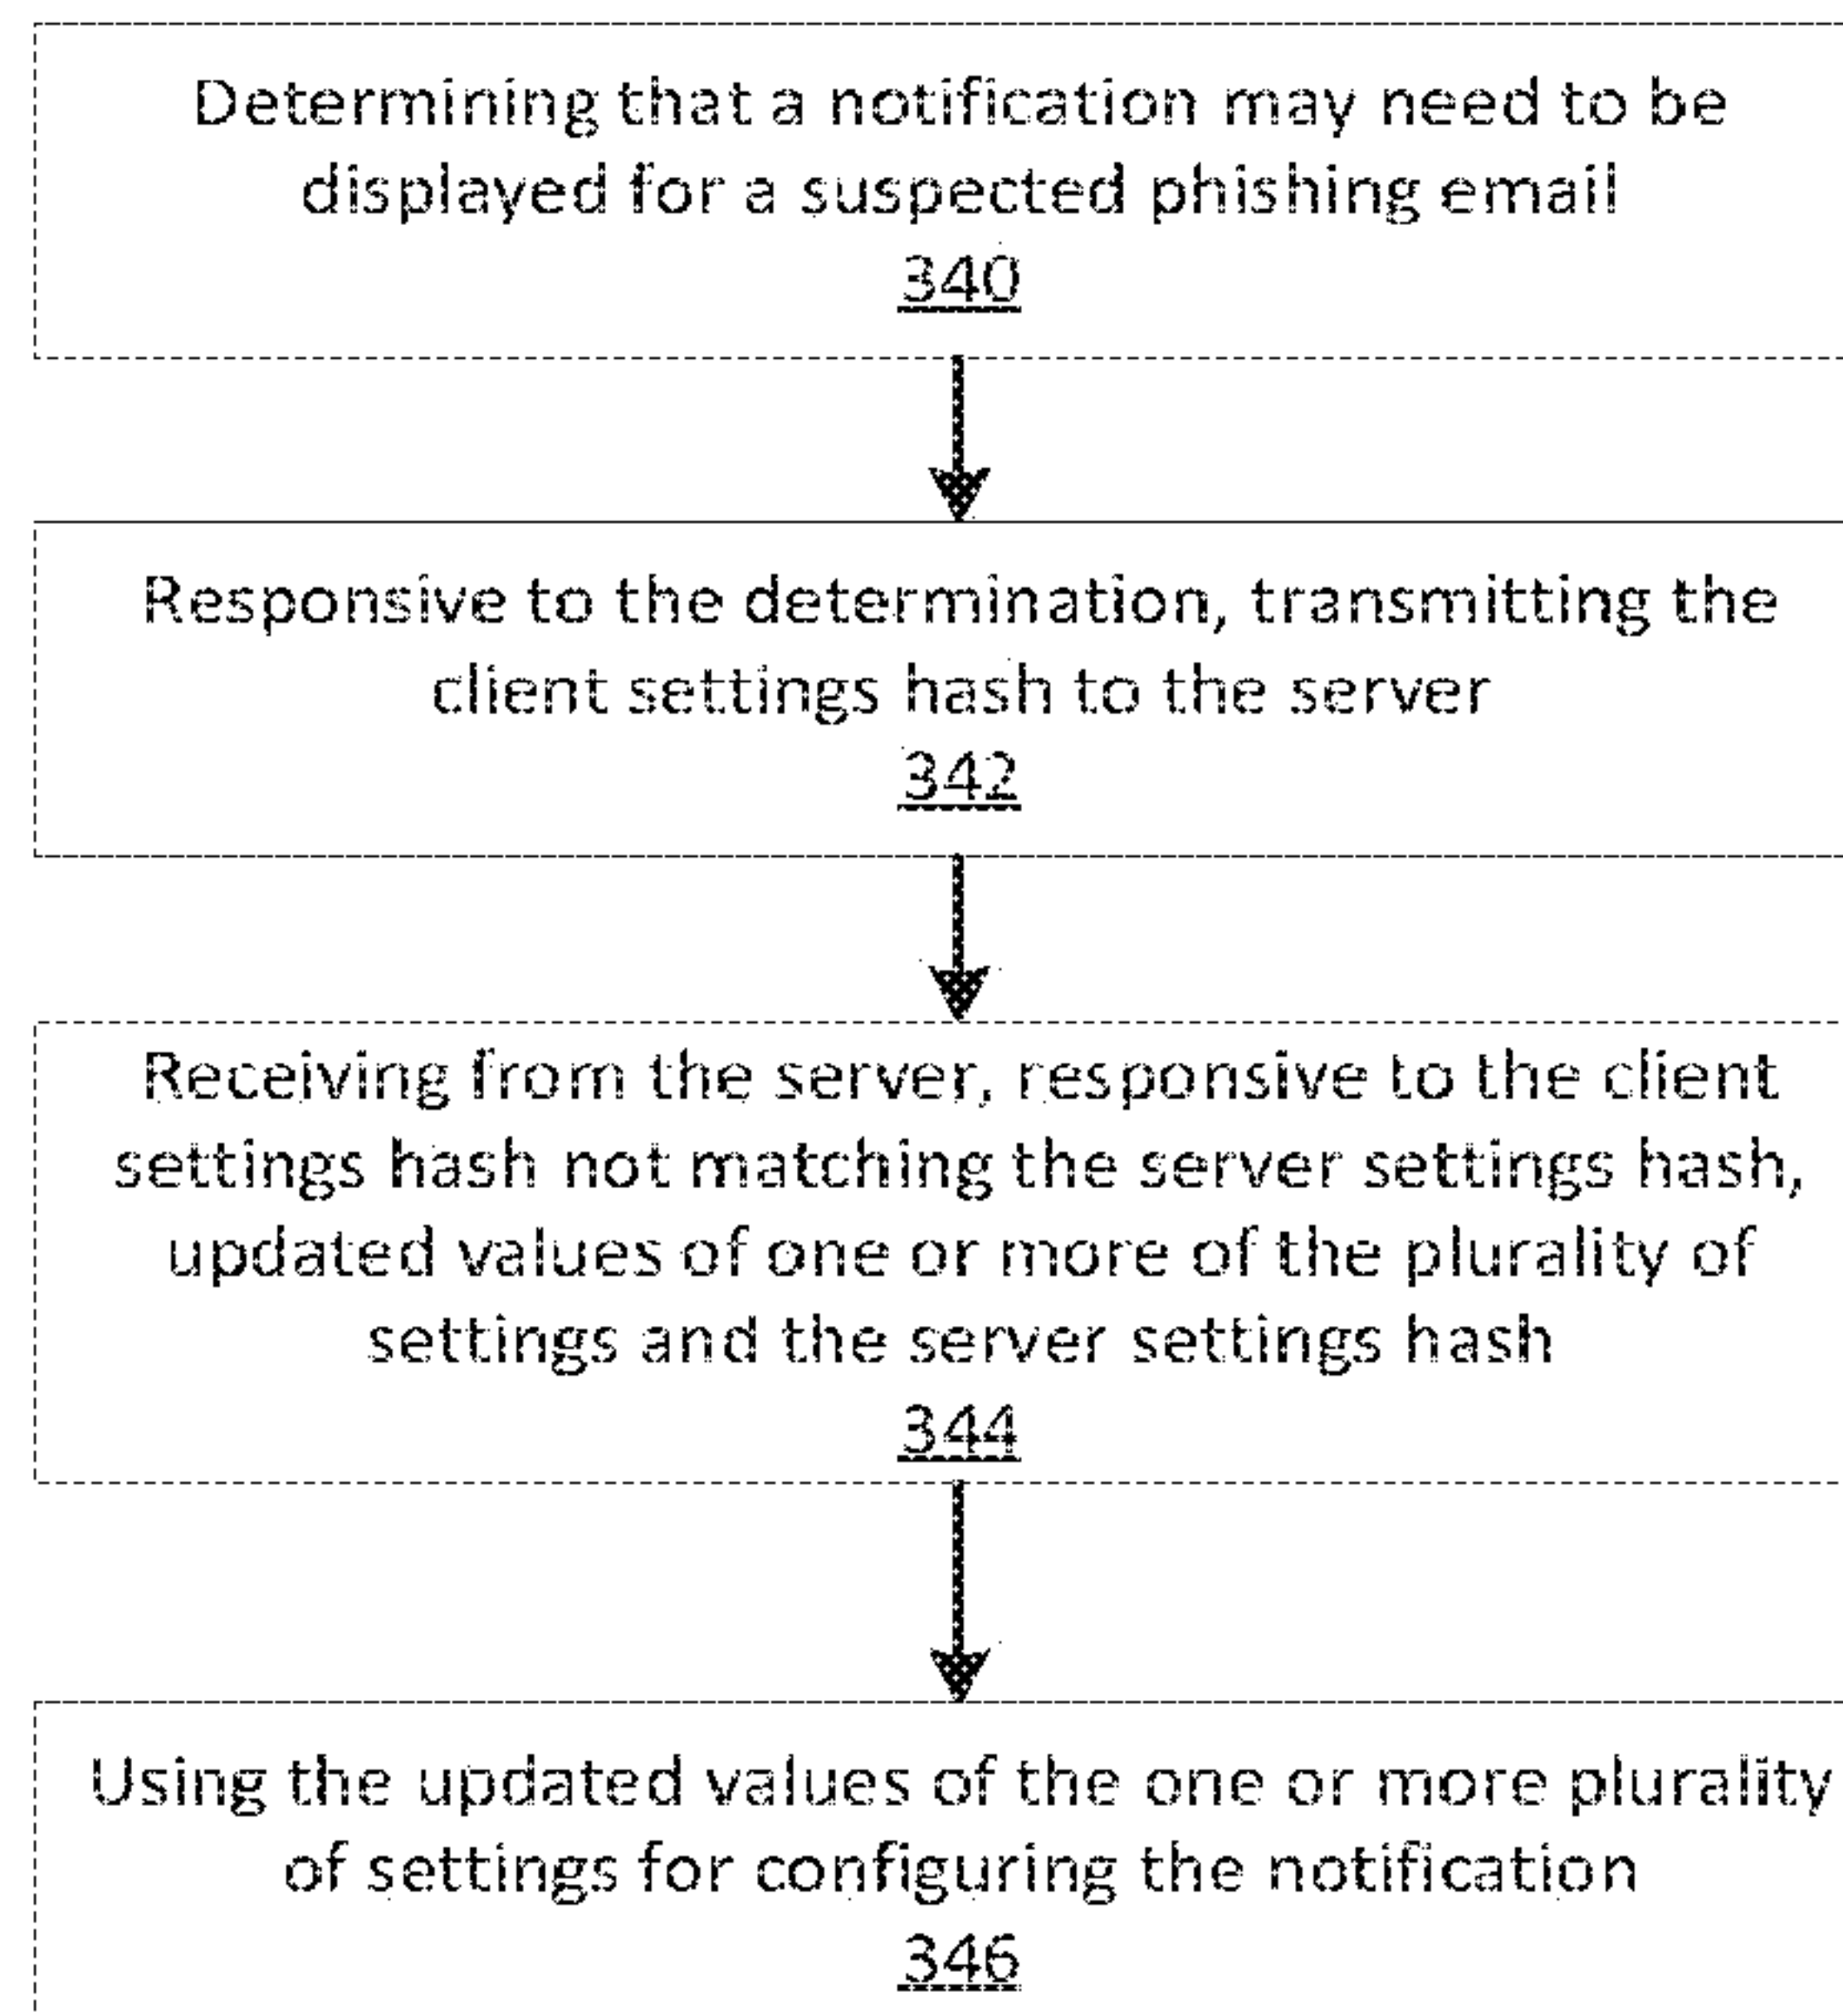 Determining that a notification may need to be
displayed for a suspected phishing email
340
Responsive to the determination, transmitting the
client settings hash to the server
342
Receiving from the server, responsive to the client
settings hash not matching the server settings hash,
updated values of one or more of the plurality of
settings and the server settings hash
344
Using the updated values of the one or more plurality
of settings for configuring the notification
346